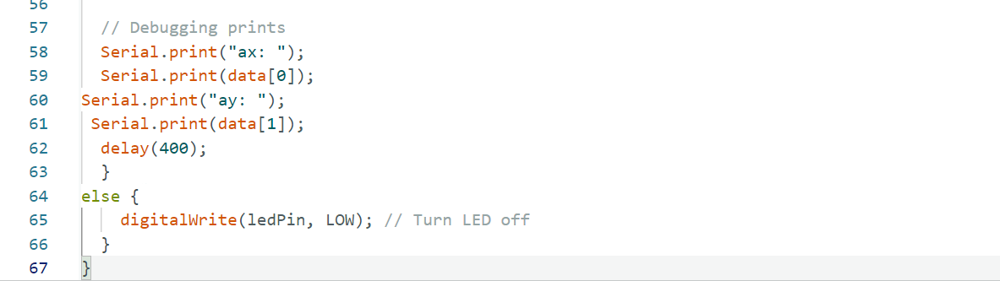 56
57 // Debugging prints
58 Serial.print("ax: ");
59 Serial.print(data[0]);
60 Serial.print("ay: ");
61 Serial.print(data[1]);
62 delay(400);
63 }
64 else {
65 digitalWrite(ledPin, LOW); // Turn LED off
66 }
67 }